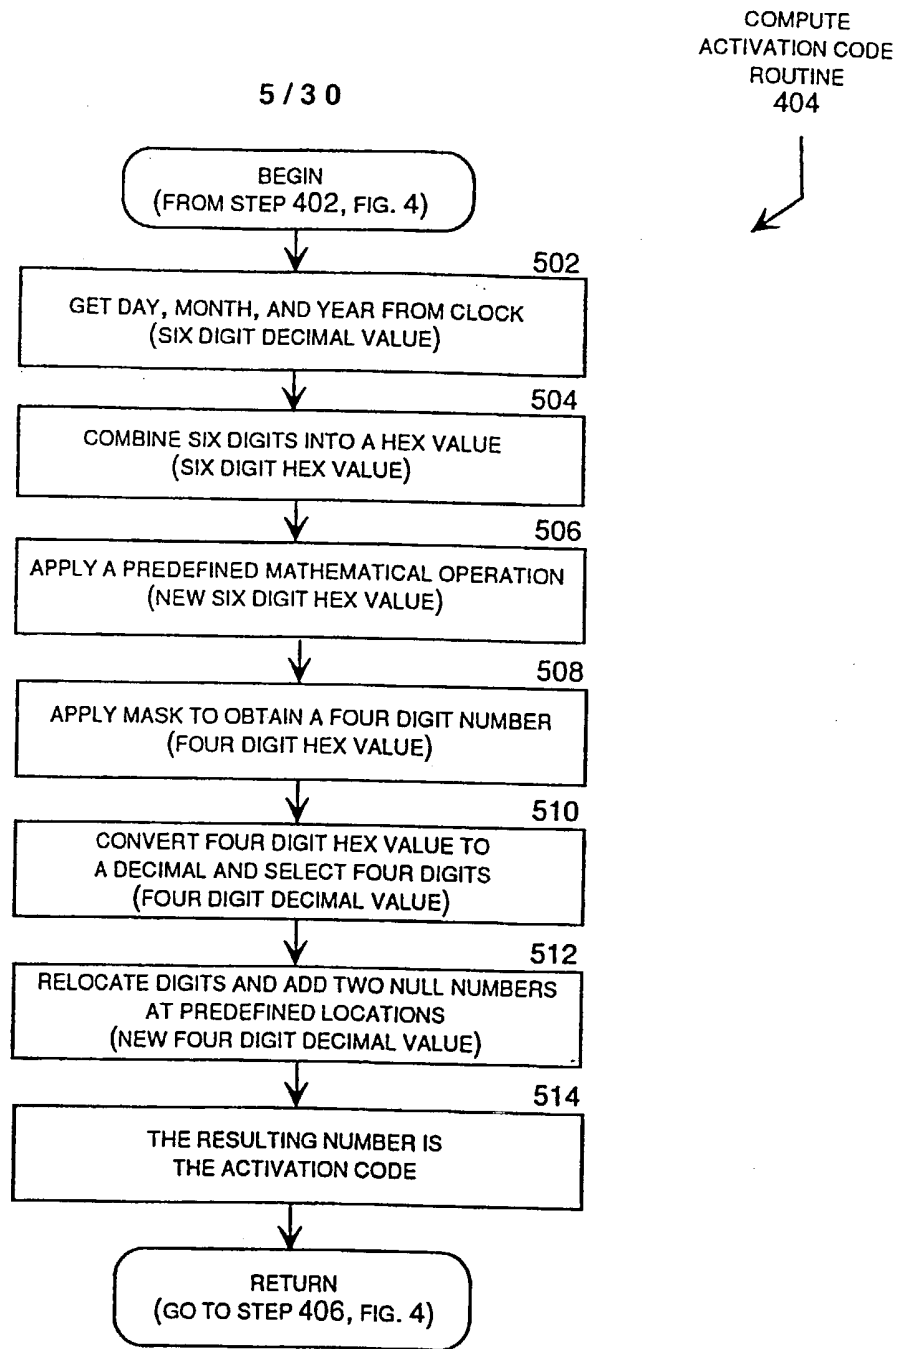 COMPUTE
ACTIVATION CODE
ROUTINE
404
5/30
BEGIN
(FROM STEP 402, FIG. 4)
502
GET DAY, MONTH, AND YEAR FROM CLOCK
(SIX DIGIT DECIMAL VALUE)
504
COMBINE SIX DIGITS INTO A HEX VALUE
(SIX DIGIT HEX VALUE)
506
APPLY A PREDEFINED MATHEMATICAL OPERATION
(NEW SIX DIGIT HEX VALUE)
508
APPLY MASK TO OBTAIN A FOUR DIGIT NUMBER
(FOUR DIGIT HEX VALUE)
510
CONVERT FOUR DIGIT HEX VALUE TO
A DECIMAL AND SELECT FOUR DIGITS
(FOUR DIGIT DECIMAL VALUE)
512
RELOCATE DIGITS AND ADD TWO NULL NUMBERS
AT PREDEFINED LOCATIONS
(NEW FOUR DIGIT DECIMAL VALUE)
514
THE RESULTING NUMBER IS
THE ACTIVATION CODE
RETURN
(GO TO STEP 406, FIG. 4)